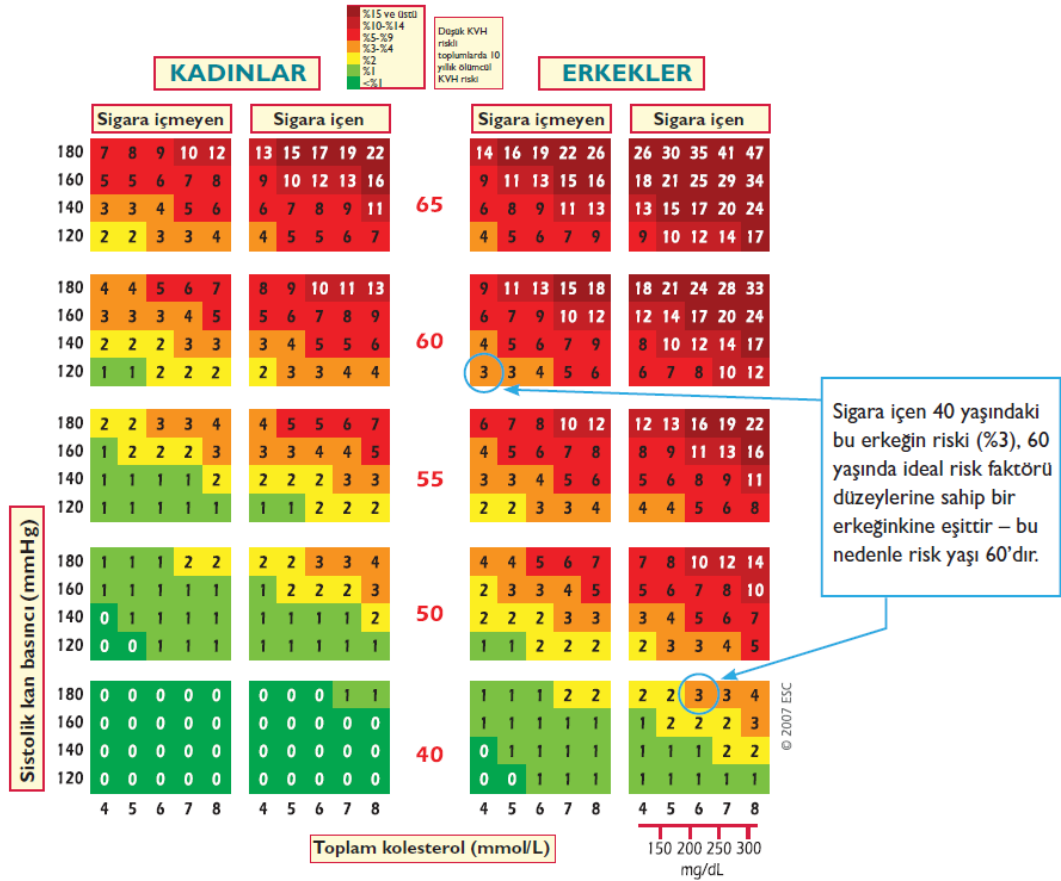 %15 ve üstü
%10-%14
%5-%9
%3-%4
%2
%1
<%1
Düşük KVH
riskli
toplumlarda 10
yıllık ölümcül
KVH riski
KADINLAR
ERKEKLER
Sigara içmeyen
Sigara içen
Sigara içmeyen
Sigara içen
180 7 8 9 10 12 13 15 17 19 22 14 16 19 22 26 26 30 35 41 47
160 5 5 6 7 8 9 10 12 13 16 9 11 13 15 16 18 21 25 29 34
140 3 3 4 5 6 6 7 8 9 11 65 6 8 9 11 13 13 15 17 20 24
120 2 2 3 3 4 4 5 5 6 7 4 5 6 7 9 9 10 12 14 17
180 4 4 5 6 7 8 9 10 11 13 9 11 13 15 18 18 21 24 28 33
160 3 3 3 4 5 5 6 7 8 9 6 7 9 10 12 12 14 17 20 24
140 2 2 2 3 3 3 4 5 5 6 60 4 5 6 7 9 8 10 12 14 17
120 1 1 2 2 2 2 3 3 4 4 3 3 4 5 6 6 7 8 10 12
180 2 2 3 3 4 4 5 5 6 7 6 7 8 10 12 12 13 16 19 22
160 1 2 2 2 3 3 3 4 4 5 4 5 6 7 8 8 9 11 13 16
140 1 1 1 1 2 2 2 2 3 3 55 3 3 4 5 6 5 6 8 9 11
120 1 1 1 1 1 1 1 2 2 2 2 2 3 3 4 4 4 5 6 8
180 1 1 1 2 2 2 2 3 3 4 4 4 5 6 7 7 8 10 12 14
160 1 1 1 1 1 1 2 2 2 3 2 3 3 4 5 5 6 7 8 10
140 0 1 1 1 1 1 1 1 1 2 50 2 2 2 3 3 3 4 5 6 7
120 0 0 1 1 1 1 1 1 1 1 1 1 2 2 2 2 3 3 4 5
180 0 0 0 0 0 0 0 0 1 1 1 1 1 2 2 2 2 3 3 4
160 0 0 0 0 0 0 0 0 0 0 1 1 1 1 1 1 2 2 2 3
140 0 0 0 0 0 0 0 0 0 0 40 0 1 1 1 1 1 1 1 2 2
120 0 0 0 0 0 0 0 0 0 0 0 0 1 1 1 1 1 1 1 1
4 5 6 7 8 4 5 6 7 8 4 5 6 7 8 4 5 6 7 8
150 200 250 300
mg/dL
Toplam kolesterol (mmol/L)
Sistolik kan basıncı (mmHg)
Sigara içen 40 yaşındaki
bu erkeğin riski (%3), 60
yaşında ideal risk faktörü
düzeylerine sahip bir
erkeğinkine eşittir – bu
nedenle risk yaşı 60’dır.
© 2007 ESC